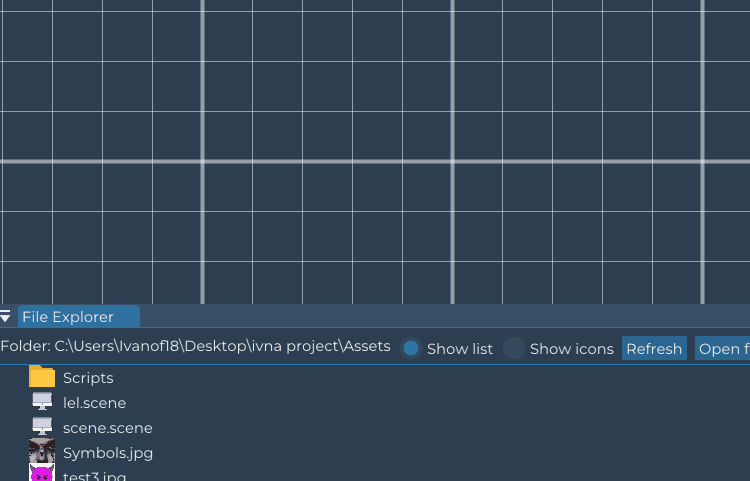 File Explorer
Folder: C:\Users\Ivanof18\Desktop\ivna project\Assets Show list Show icons Refresh Open f
Scripts
lel.scene
scene.scene
Symbols.jpg
test3.jpg